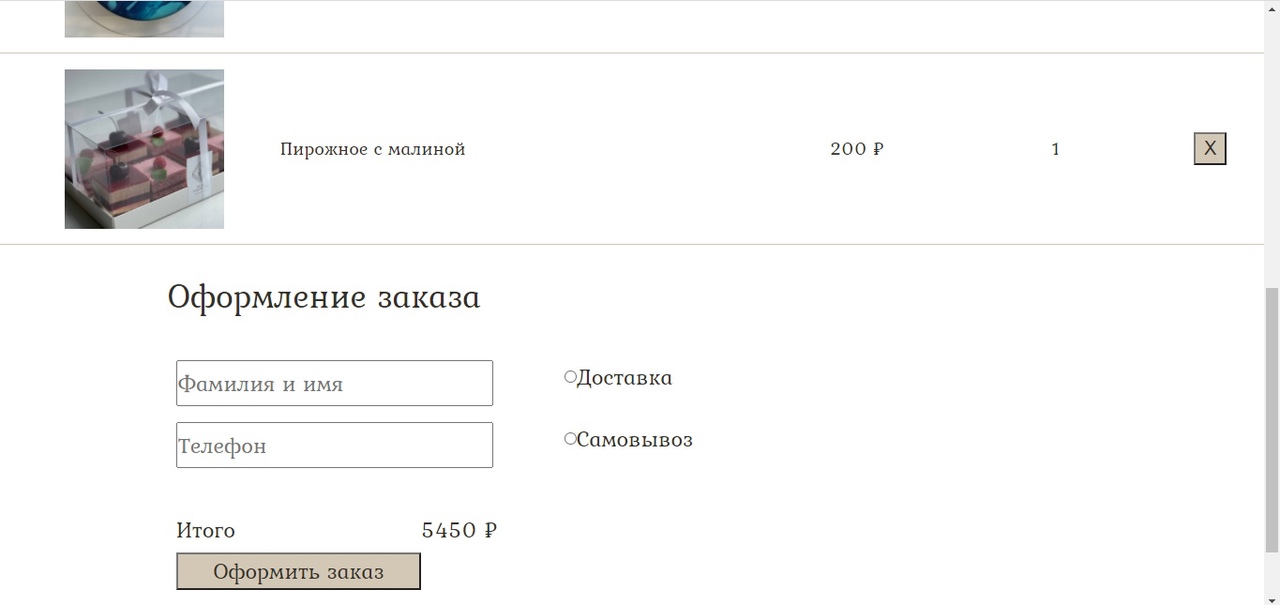 Пирожное с малиной 200 ₽ 1 X
Оформление заказа
Фамилия и имя
Доставка
Телефон
Самовывоз
Итого 5450 ₽
Оформить заказ